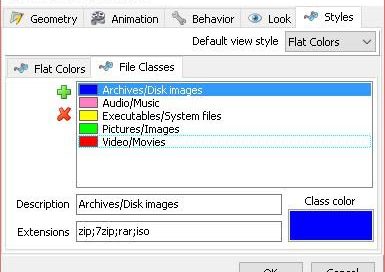 Geometry Animation Behavior Look Styles
Default view style Flat Colors
Flat Colors File Classes
Archives/Disk images
Audio/Music
Executables/System files
Pictures/Images
Video/Movies
Description Archives/Disk images Class color
Extensions zip;7zip;rar;iso
OK Cancel